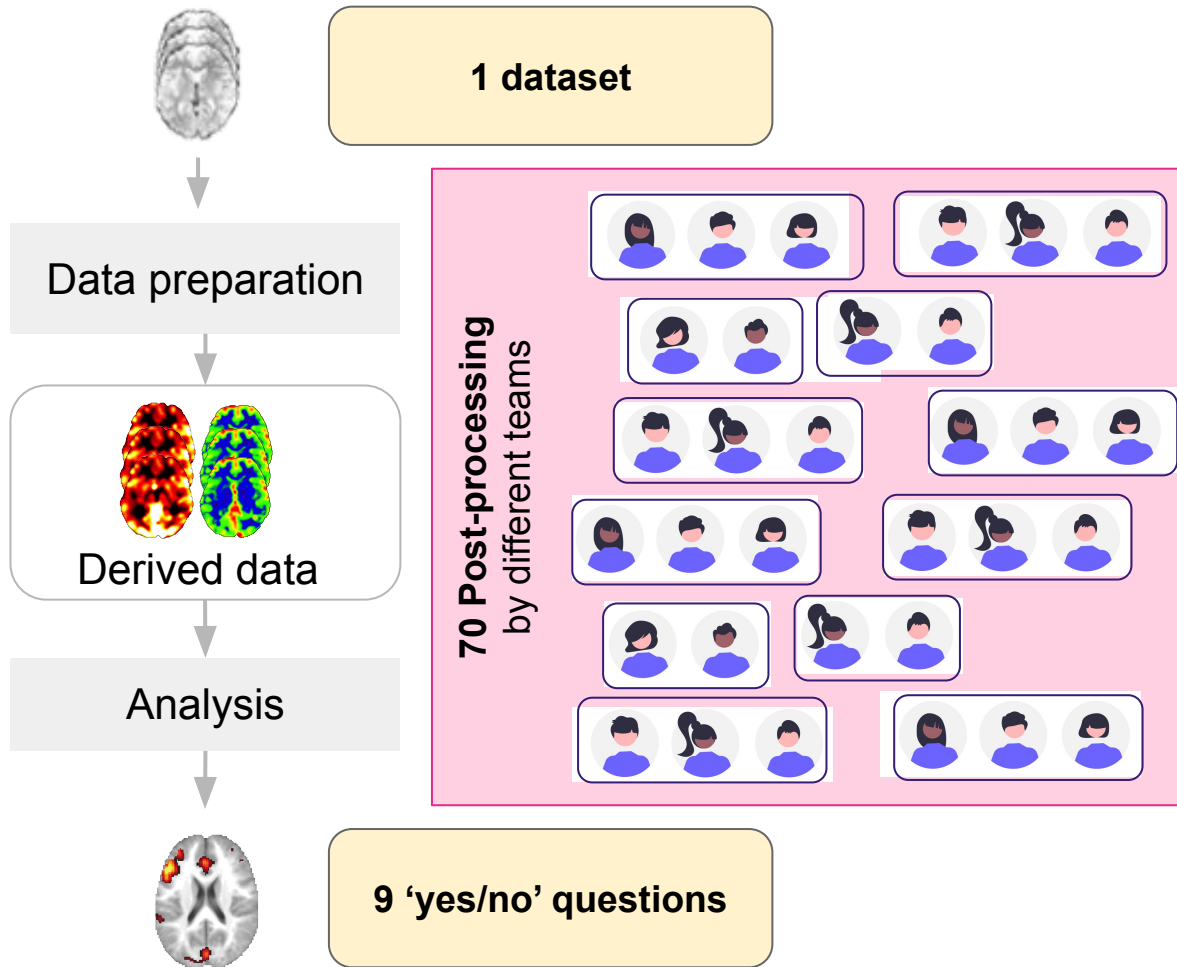 1 dataset
Data preparation
Derived data
Analysis
70 Post-processing
by different teams
9 ‘yes/no’ questions